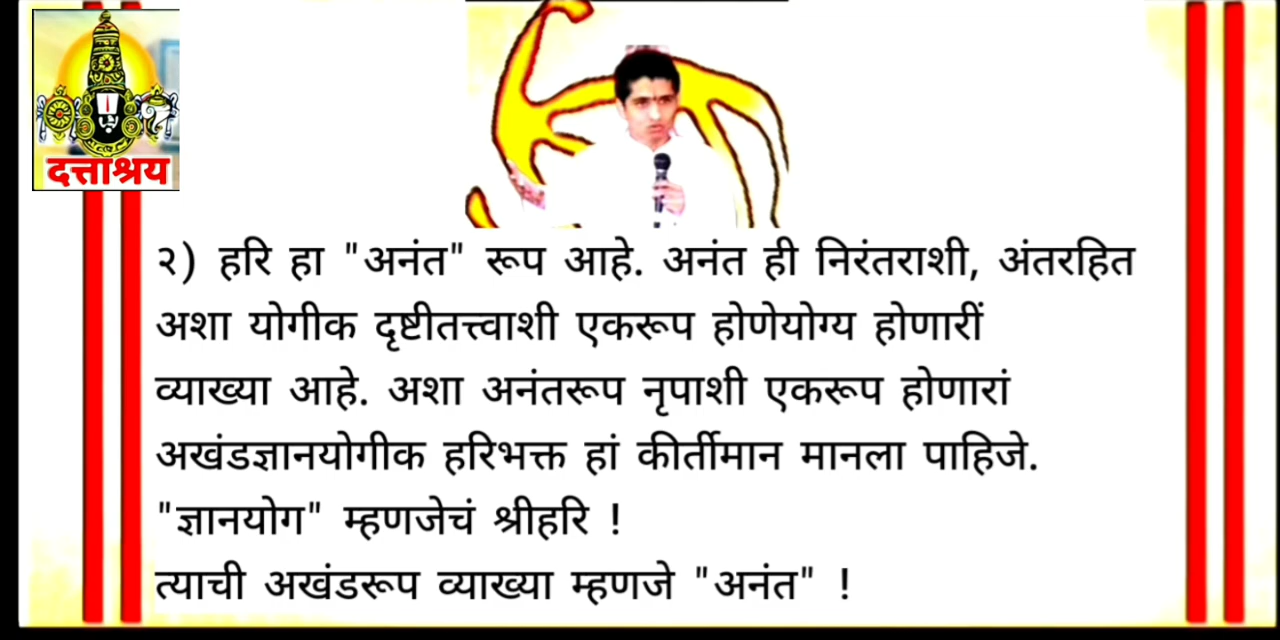 दत्ताश्रय
२) हरि हा "अनंत" रूप आहे. अनंत ही निरंतराशी, अंतरहित
अशा योगीक दृष्टीतत्त्वाशी एकरूप होणेयोग्य होणारीं
व्याख्या आहे. अशा अनंतरूप नृपाशी एकरूप होणारां
अखंडज्ञानयोगीक हरिभक्त हां कीर्तीमान मानला पाहिजे.
"ज्ञानयोग" म्हणजेचं श्रीहरि !
त्याची अखंडरूप व्याख्या म्हणजे "अनंत" !